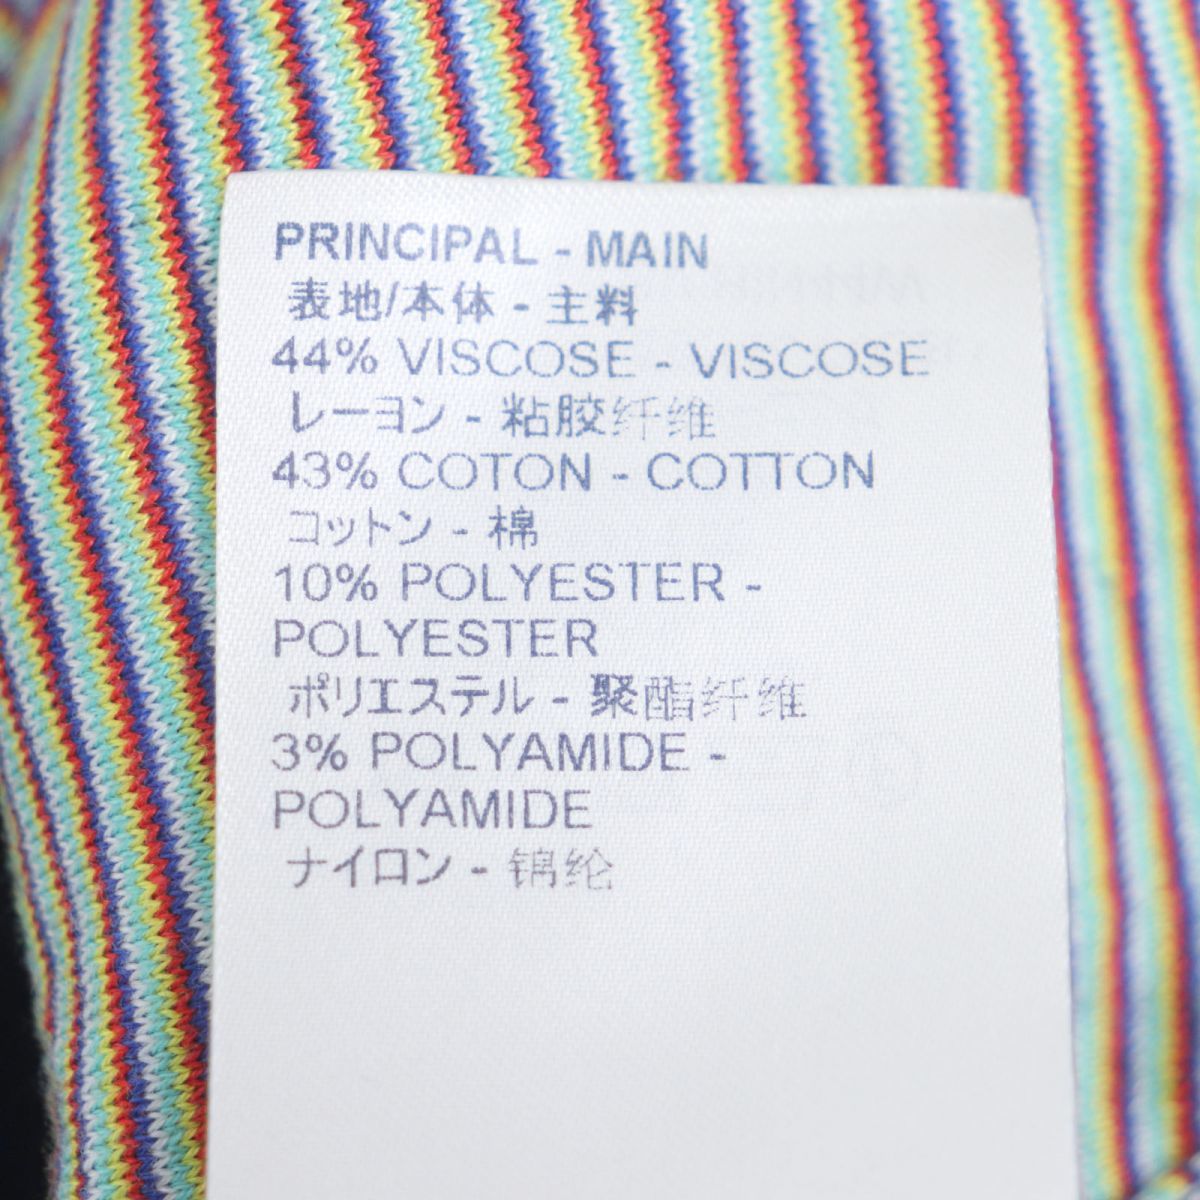 PRINCIPAL - MAIN
表地/本体 - 主料
44% VISCOSE - VISCOSE
レーヨン - 粘胶纤维
43% COTON - COTTON
コットン - 棉
10% POLYESTER -
POLYESTER
ポリエステル - 聚酯纤维
3% POLYAMIDE -
POLYAMIDE
ナイロン - 锦纶